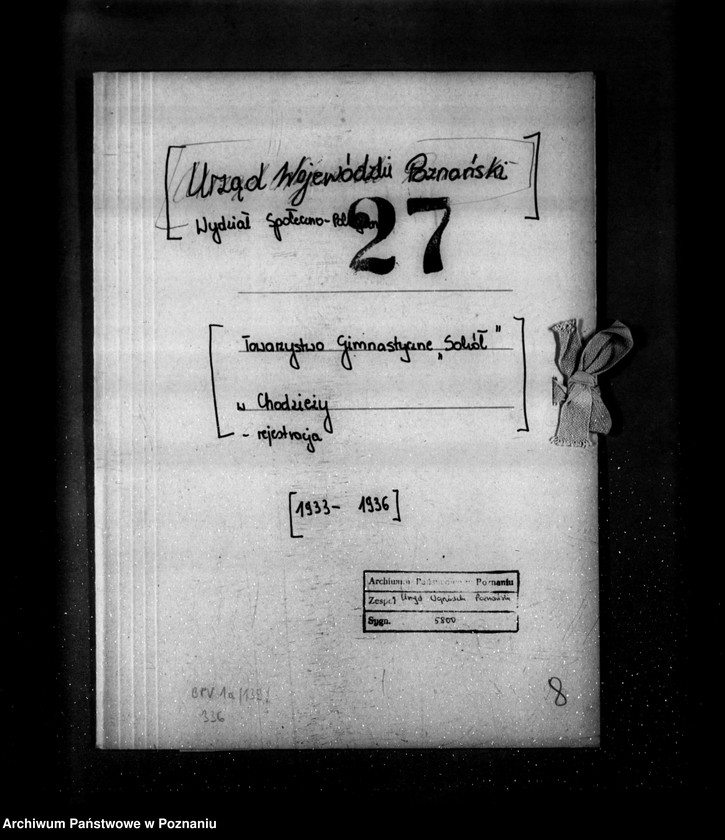 [Urząd Wojewódzki Poznański
Wydział Społeczno-Polityczny]
27
[Towarzystwo Gimnastyczne „Sokół"
w Chodzieży]
- rejestracja
[1933- 1936]
Archiwum Państwowe w Poznaniu
Zespół Urząd Wojewódzki Poznański
Sygn. 5800
336
8
Archiwum Państwowe w Poznaniu